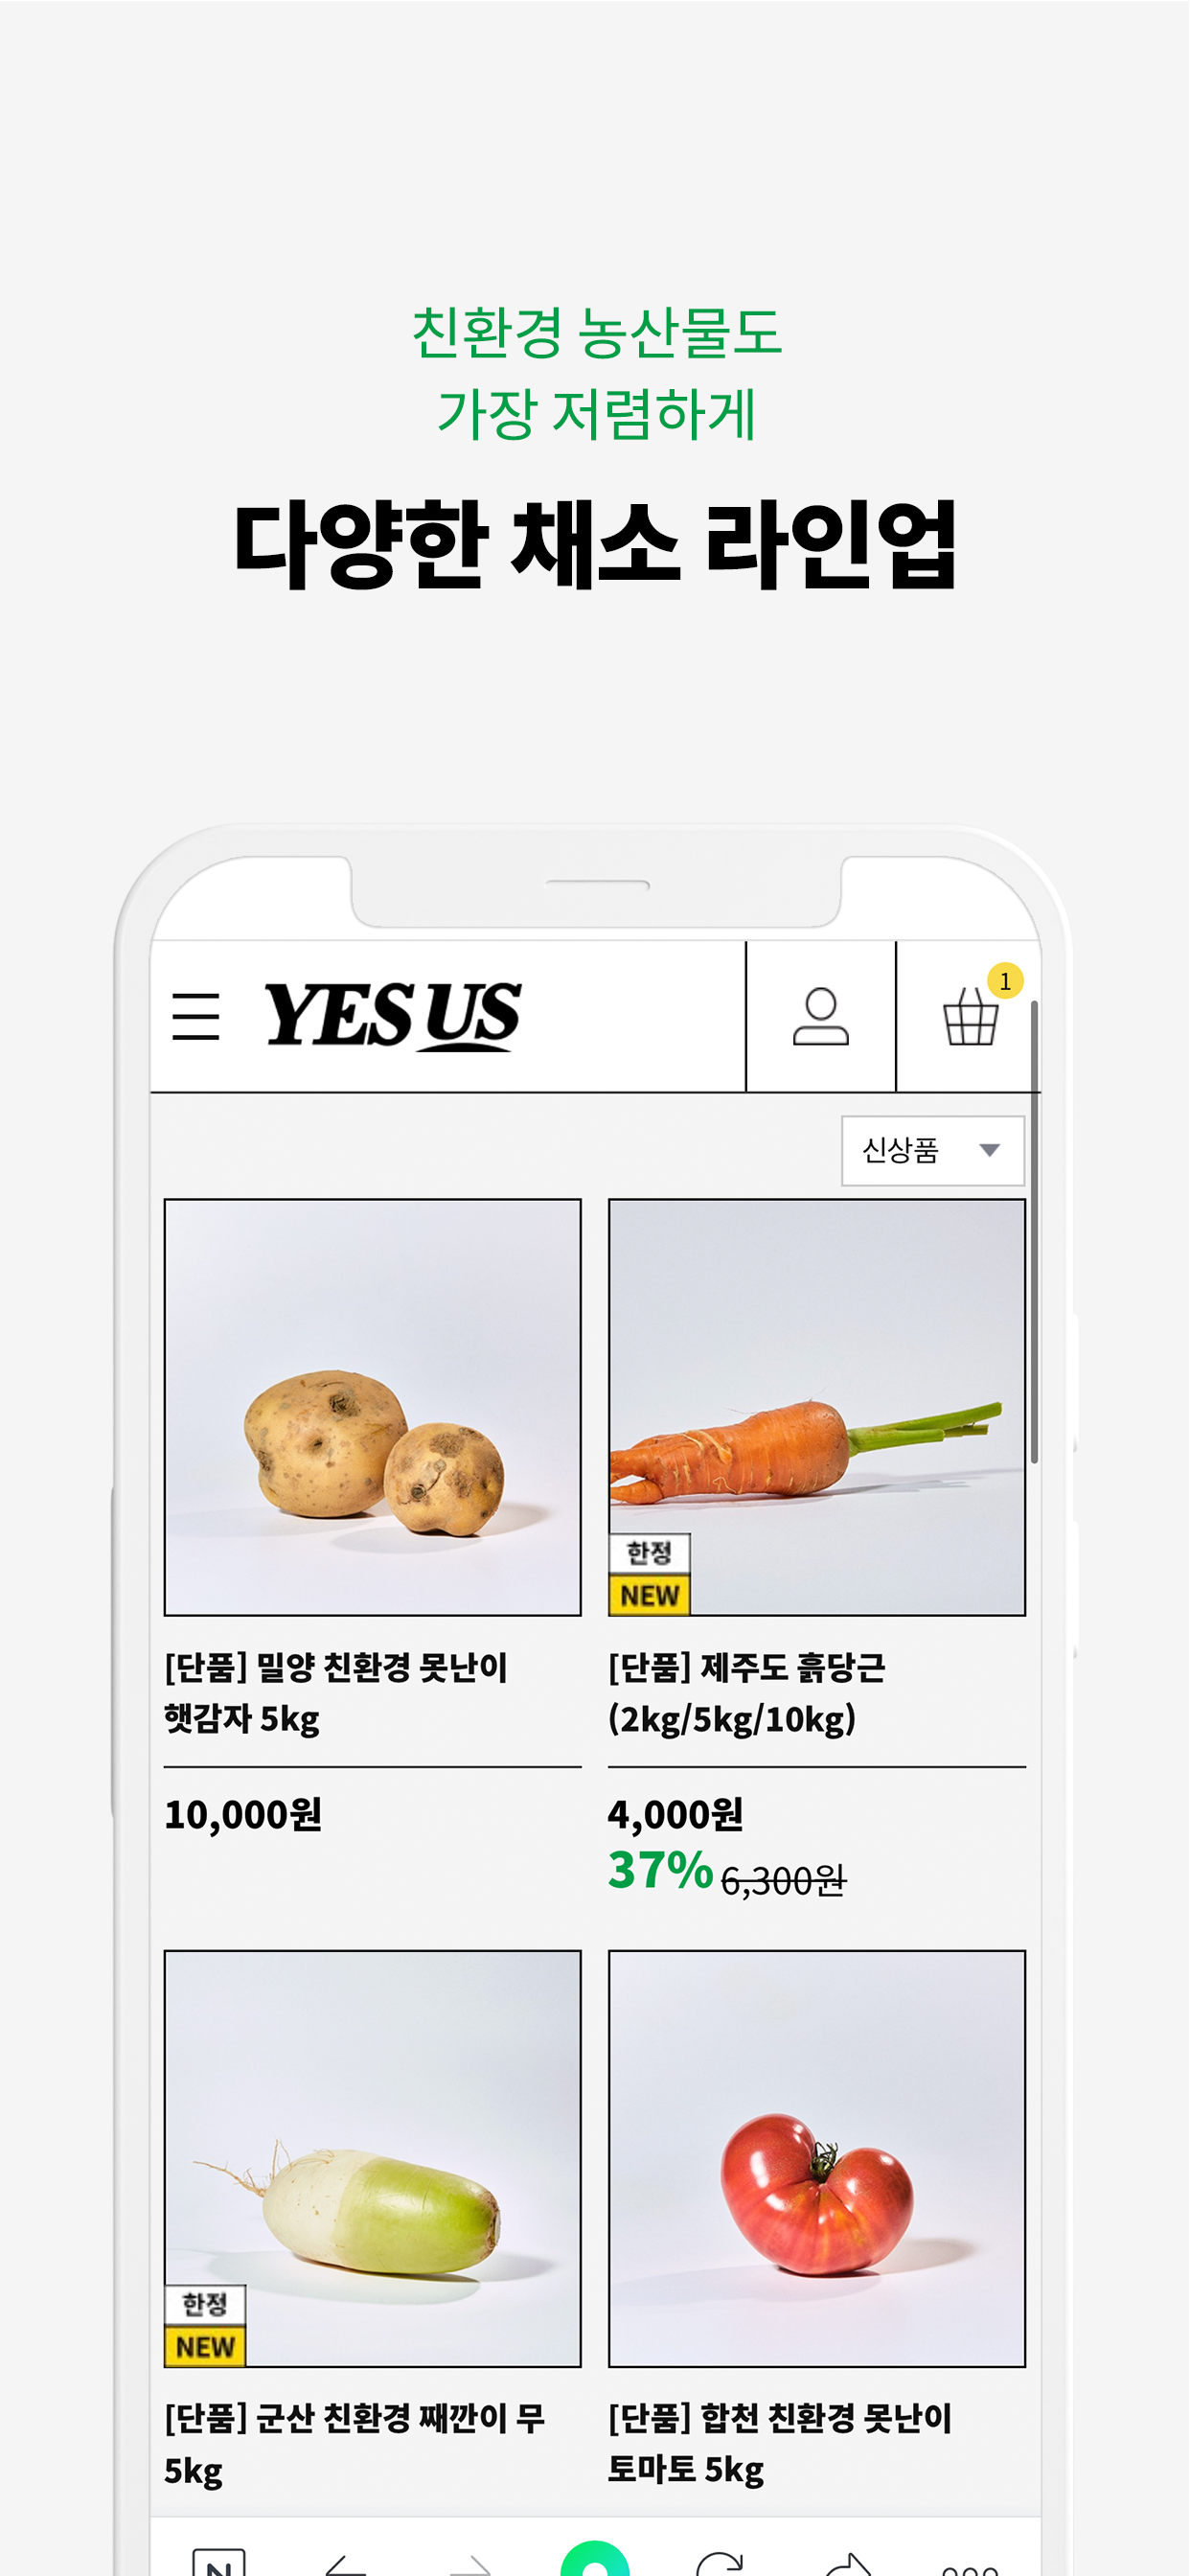 친환경 농산물도
가장 저렴하게
다양한 채소 라인업
YES US
1
신상품
한정
NEW
[단품] 밀양 친환경 못난이
햇감자 5kg
10,000원
[단품] 제주도 흙당근
(2kg/5kg/10kg)
4,000원
37% 6,300원
한정
NEW
[단품] 군산 친환경 째깐이 무
5kg
[단품] 합천 친환경 못난이
토마토 5kg
N